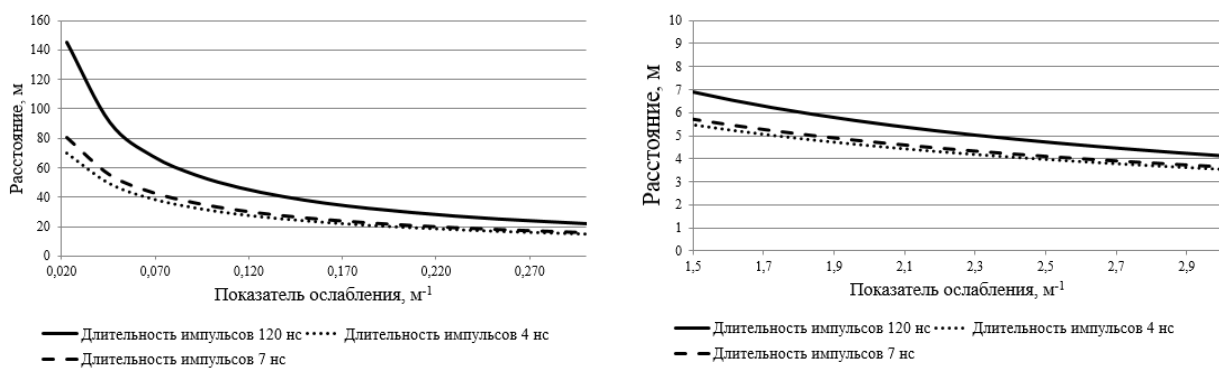 160
140
120
100
80
60
40
20
0
Расстояние, м
0,020 0,070 0,120 0,170 0,220 0,270
Показатель ослабления, м-1
Длительность импульсов 120 нс Длительность импульсов 4 нс
Длительность импульсов 7 нс
10
9
8
7
6
5
4
3
2
1
0
Расстояние, м
1,5 1,7 1,9 2,1 2,3 2,5 2,7 2,9
Показатель ослабления, м-1
Длительность импульсов 120 нс Длительность импульсов 4 нс
Длительность импульсов 7 нс